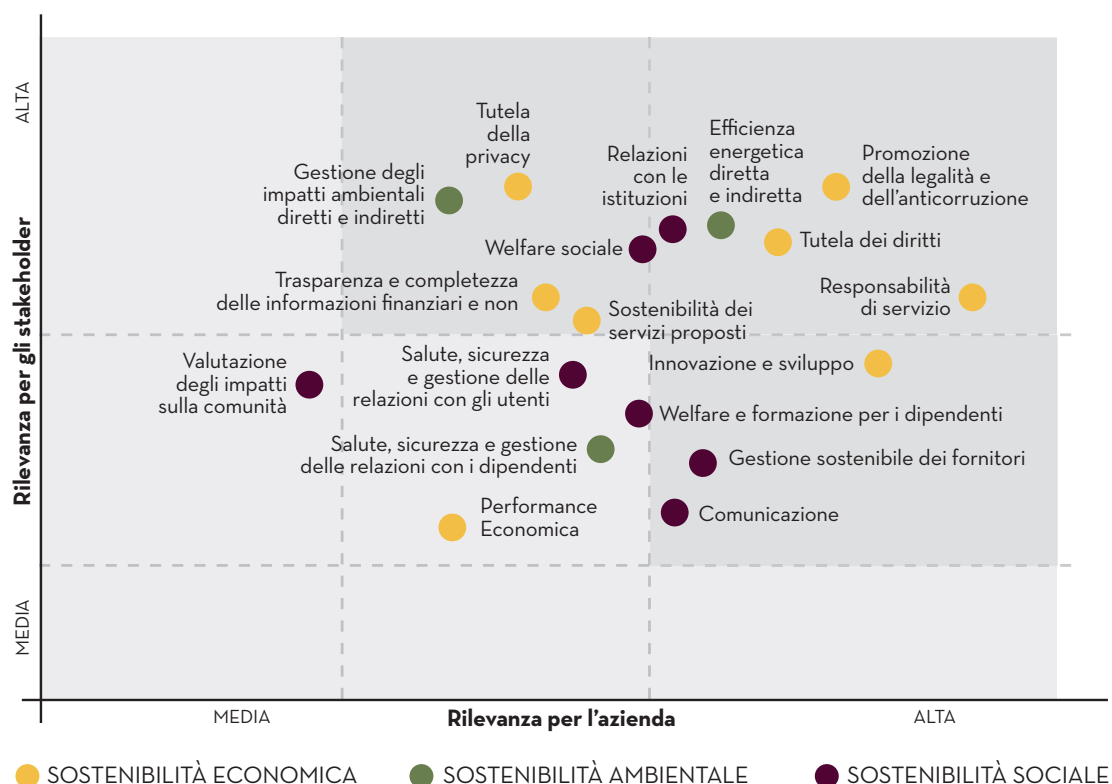 ALTA
Rilevanza per gli stakeholder
MEDIA
Tutela
della
privacy
Gestione degli
impatti ambientali
diretti e indiretti
Relazioni
con le
istituzioni
Efficienza
energetica
diretta
e indiretta
Promozione
della legalità e
dell'anticorruzione
Welfare sociale
Tutela dei diritti
Trasparenza e completezza
delle informazioni finanziari e non
Sostenibilità dei
servizi proposti
Responsabilità
di servizio
Valutazione
degli impatti
sulla comunità
Salute, sicurezza
e gestione delle
relazioni con gli utenti
Innovazione e sviluppo
Welfare e formazione per i dipendenti
Salute, sicurezza e gestione
delle relazioni con i dipendenti
Gestione sostenibile dei fornitori
Performance
Economica
Comunicazione
MEDIA
Rilevanza per l'azienda
ALTA
SOSTENIBILITÀ ECONOMICA
SOSTENIBILITÀ AMBIENTALE
SOSTENIBILITÀ SOCIALE